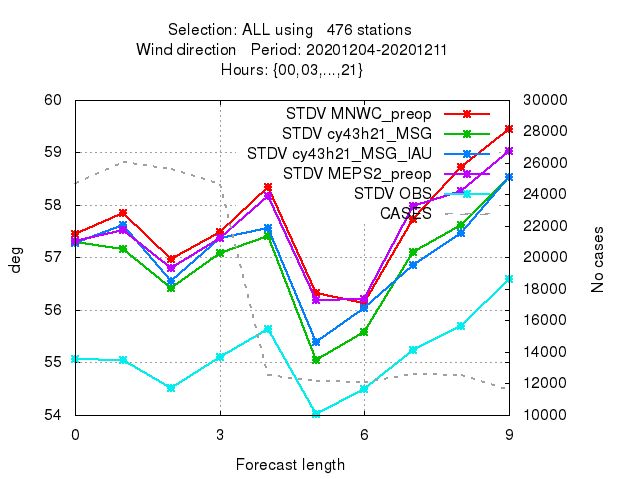 Selection: ALL using   476 stations
Wind direction   Period: 20201204-20201211
Hours: {00,03,...,21}
60 30000
STDV MNWC_preop
28000
STDV cy43h21_MSG
59
STDV cy43h21_MSG_IAU
26000
STDV MEPS2_preop
24000
STDV OBS
58
CASES
22000
57 20000
18000
56
16000
55
14000
12000
54 10000
deg
No cases
0 3 6 9
Forecast length